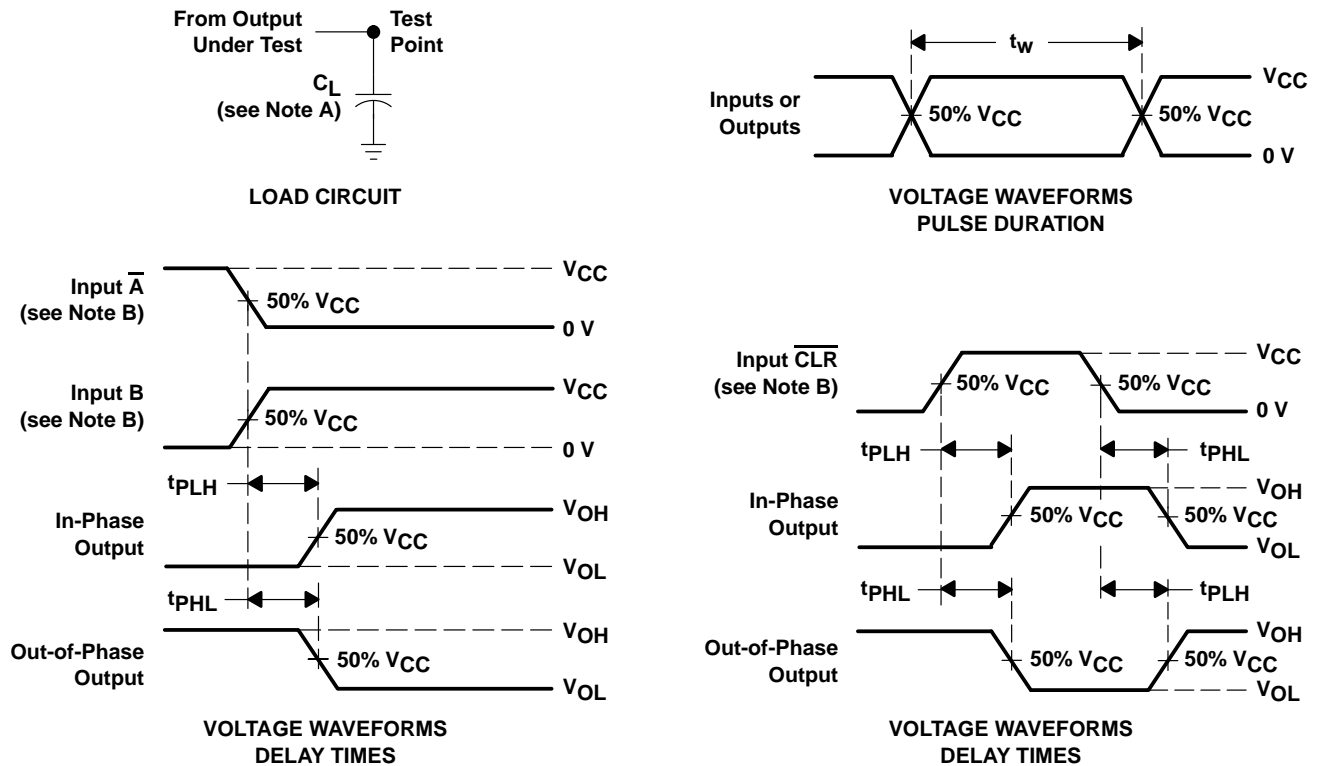 From Output
Under Test
Test
Point
CL
(see Note A)
LOAD CIRCUIT
tw
Inputs or
Outputs
50% VCC
50% VCC
VCC
0 V
VOLTAGE WAVEFORMS
PULSE DURATION
Input A̅
(see Note B)
50% VCC
VCC
0 V
Input B
(see Note B)
50% VCC
VCC
0 V
tPLH
In-Phase
Output
50% VCC
VOH
VOL
tPHL
Out-of-Phase
Output
50% VCC
VOH
VOL
VOLTAGE WAVEFORMS
DELAY TIMES
Input C̅L̅R̅
(see Note B)
50% VCC
50% VCC
VCC
0 V
tPLH
tPHL
In-Phase
Output
50% VCC
50% VCC
VOH
VOL
tPHL
tPLH
Out-of-Phase
Output
50% VCC
50% VCC
VOH
VOL
VOLTAGE WAVEFORMS
DELAY TIMES